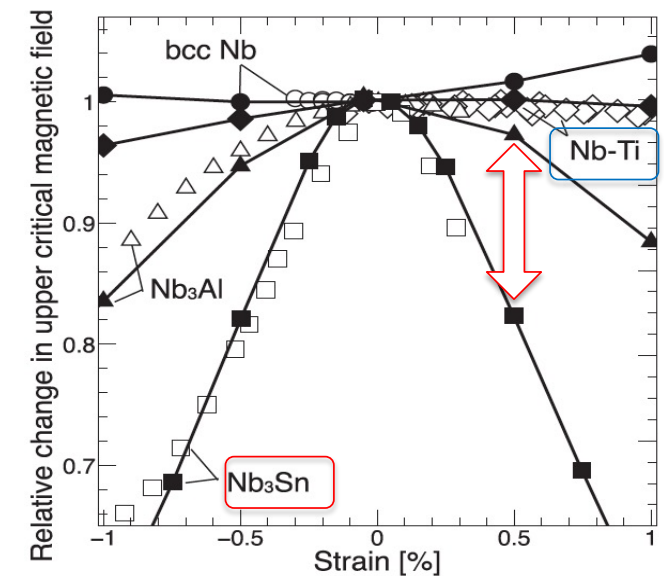 Relative change in upper critical magnetic field
bcc Nb
1
Nb-Ti
0.9
Nb₃Al
0.8
0.7
Nb₃Sn
−1
−0.5
0
0.5
1
Strain [%]